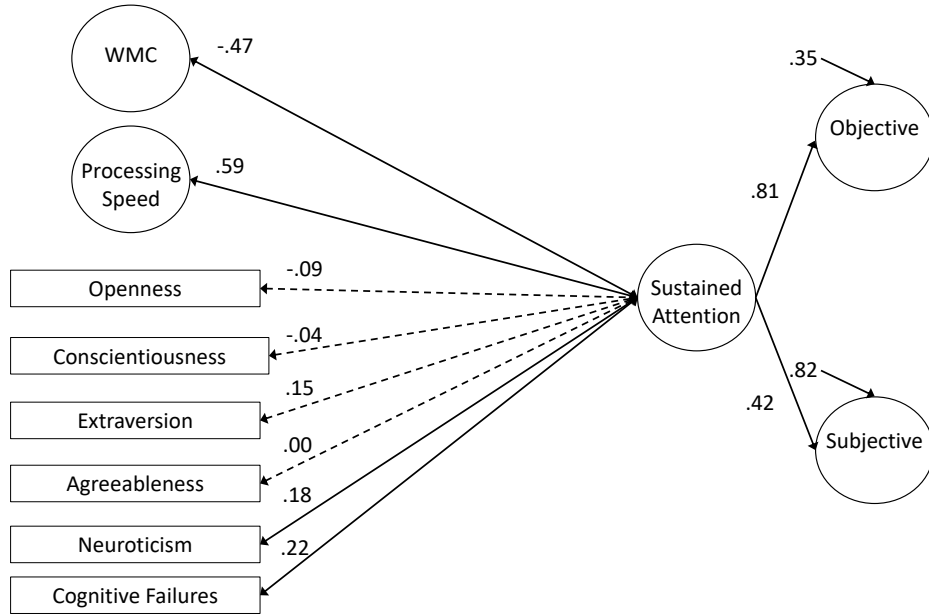 WMC
-.47
.35
Objective
Processing
Speed
.59
.81
-.09
Openness
Sustained
Attention
-.04
Conscientiousness
.15
Extraversion
.82
.42
.00
Agreeableness
Subjective
.18
Neuroticism
.22
Cognitive Failures